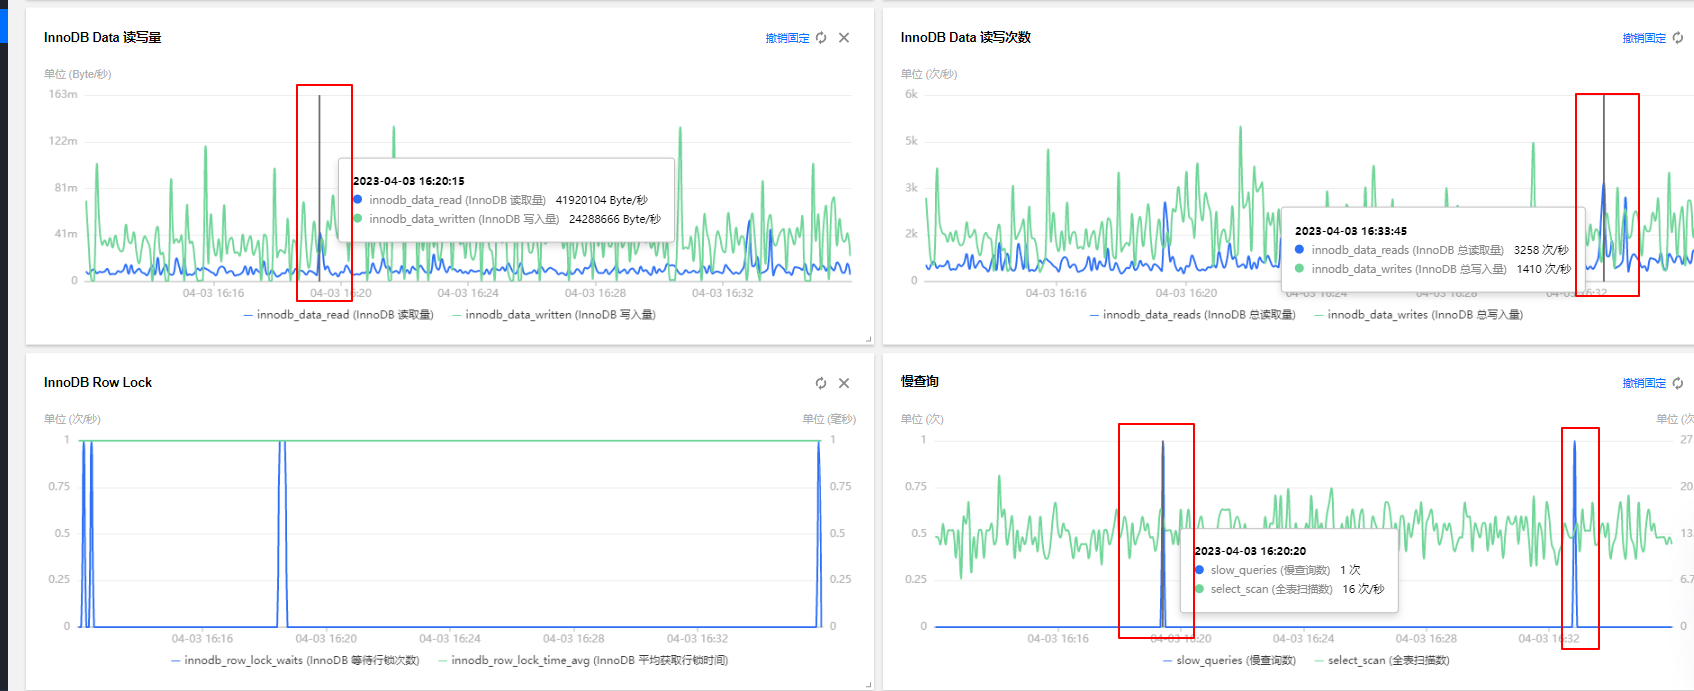 InnoDB Data 读写量
撤销固定
单位 (Byte/秒)
163m
122m
81m
41m
0
2023-04-03 16:20:15
innodb_data_read (InnoDB 读取量) 41920104 Byte/秒
innodb_data_written (InnoDB 写入量) 24288666 Byte/秒
04-03 16:16
04-03 16:20
04-03 16:24
04-03 16:28
04-03 16:32
innodb_data_read (InnoDB 读取量)
innodb_data_written (InnoDB 写入量)
InnoDB Data 读写次数
撤销固定
单位 (次/秒)
6k
5k
3k
2k
0
2023-04-03 16:33:45
innodb_data_reads (InnoDB 总读取量) 3258 次/秒
innodb_data_writes (InnoDB 总写入量) 1410 次/秒
04-03 16:16
04-03 16:20
04-03 16:24
04-03 16:28
04-03 16:32
innodb_data_reads (InnoDB 总读取量)
innodb_data_writes (InnoDB 总写入量)
InnoDB Row Lock
单位 (次/秒)
单位 (毫秒)
1
0.75
0.5
0.25
0
1
0.75
0.5
0.25
0
04-03 16:16
04-03 16:20
04-03 16:24
04-03 16:28
04-03 16:32
innodb_row_lock_waits (InnoDB 等待行锁次数)
innodb_row_lock_time_avg (InnoDB 平均获取行锁时间)
慢查询
撤销固定
单位 (次)
单位 (次
1
0.75
0.5
0.25
0
27
20.
13.
6.7
0
2023-04-03 16:20:20
slow_queries (慢查询数) 1 次
select_scan (全表扫描数) 16 次/秒
04-03 16:16
04-03 16:20
04-03 16:24
04-03 16:28
04-03 16:32
slow_queries (慢查询数)
select_scan (全表扫描数)